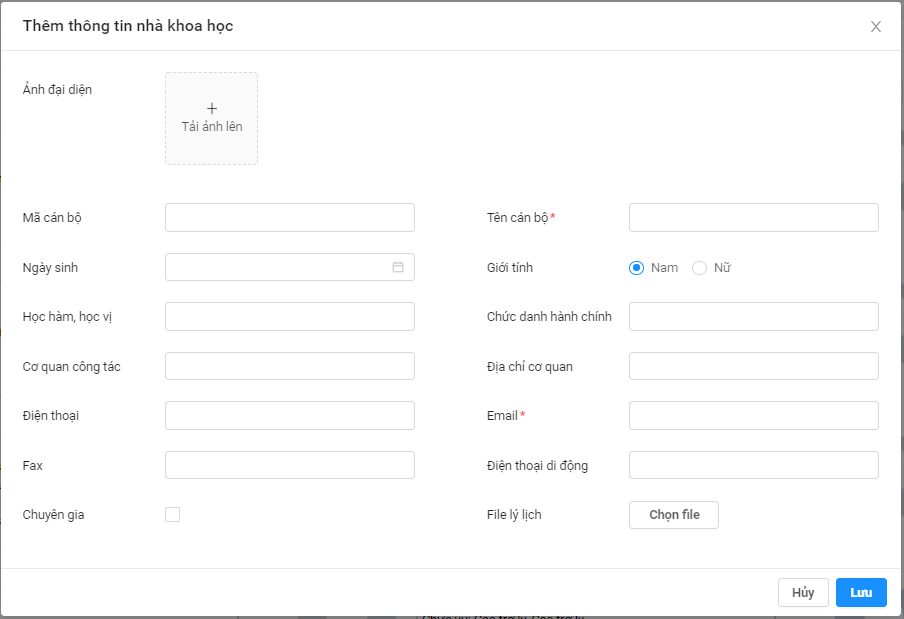 Thêm thông tin nhà khoa học
Ảnh đại diện
Tải ảnh lên
Mã cán bộ
Tên cán bộ*
Ngày sinh
Giới tính
Nam
Nữ
Học hàm, học vị
Chức danh hành chính
Cơ quan công tác
Địa chỉ cơ quan
Điện thoại
Email*
Fax
Điện thoại di động
Chuyên gia
File lý lịch
Chọn file
Hủy
Lưu